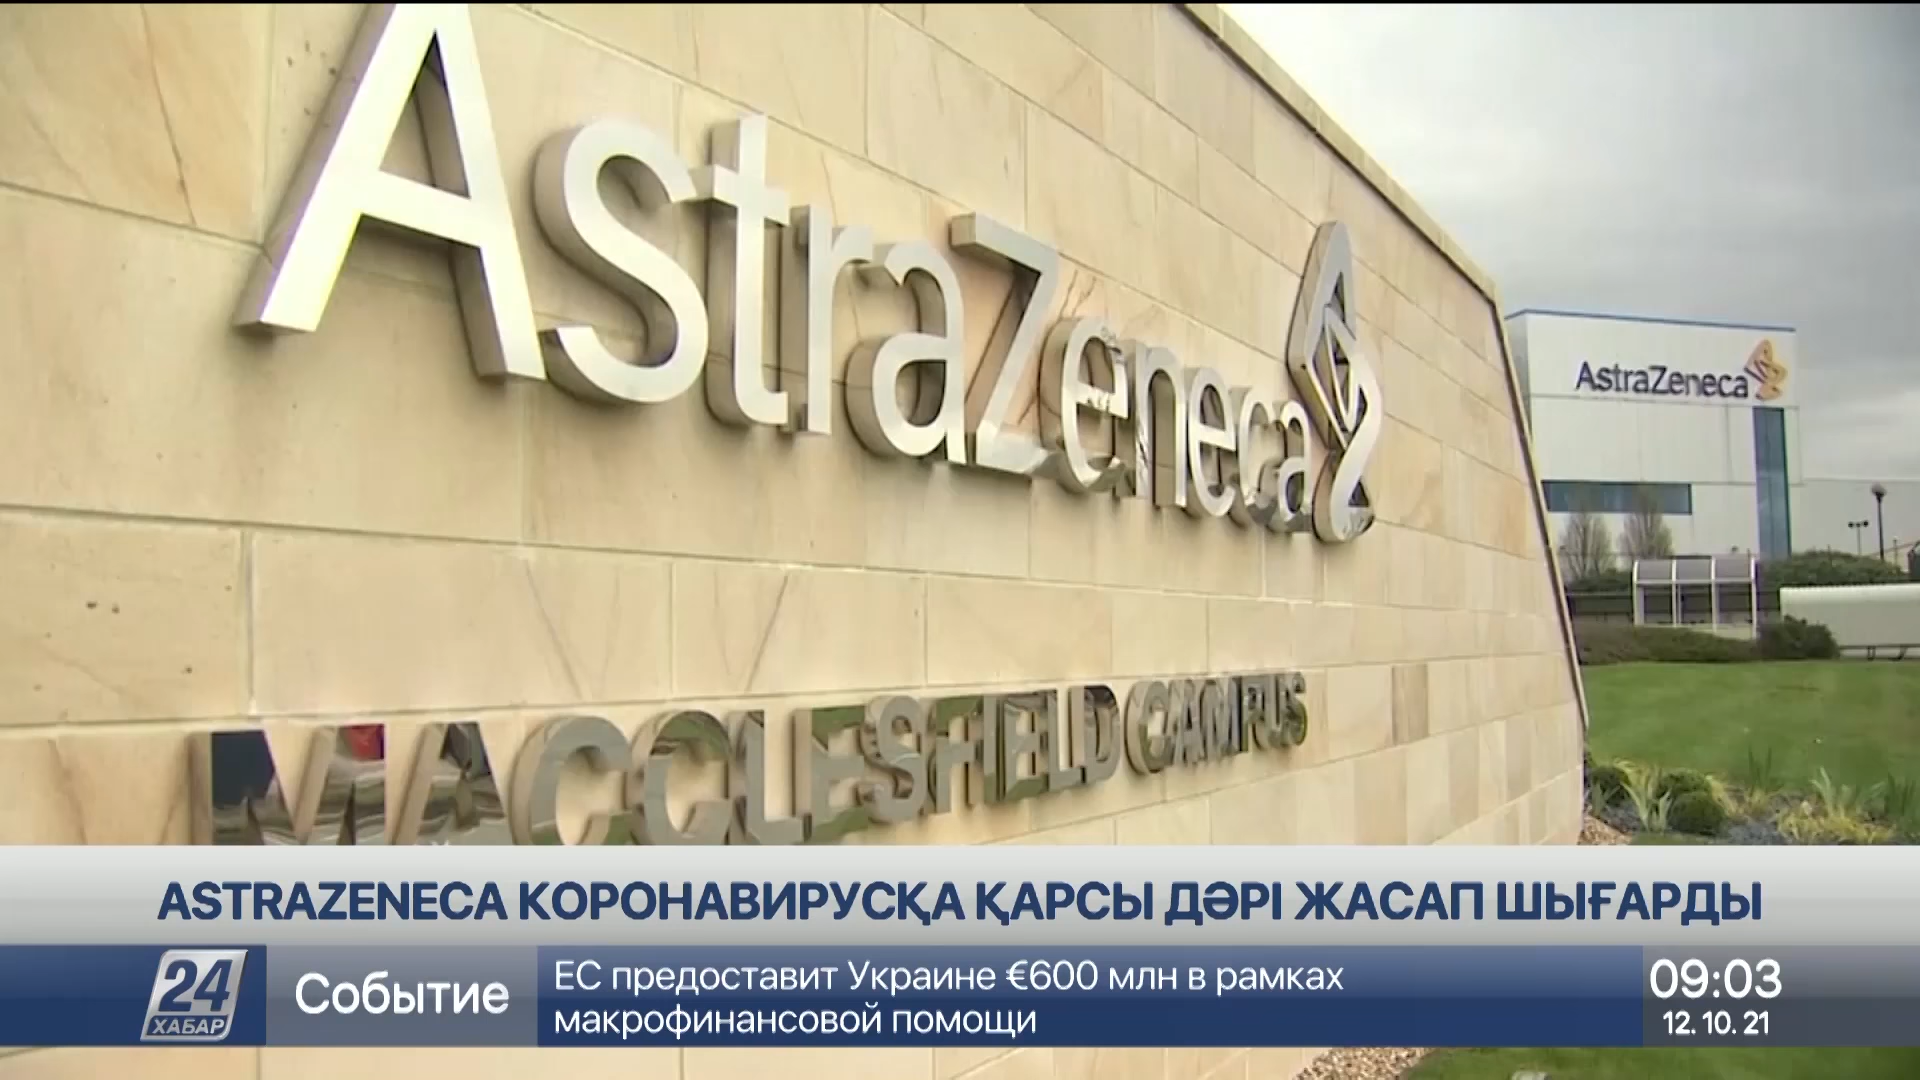 AstraZeneca
AstraZeneca
MACCLESFIELD CAMPUS
ASTRAZENECA КОРОНАВИРУСҚА ҚАРСЫ ДӘРІ ЖАСАП ШЫҒАРДЫ
24
ХАБАР
Событие
ЕС предоставит Украине €600 млн в рамках
макрофинансовой помощи
09:03
12. 10. 21